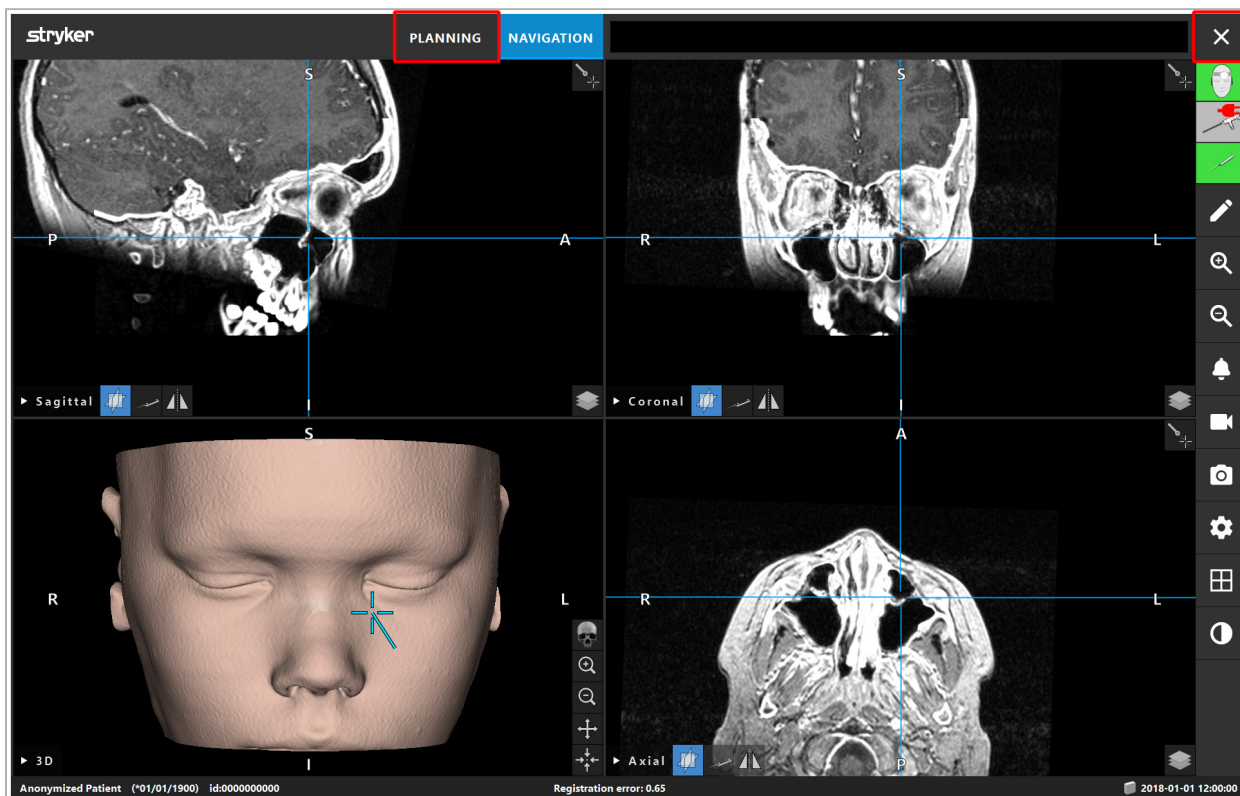 stryker PLANNING NAVIGATION
S
P A
Sagittal
I
S
R L
Coronal
I
S
R L
3D
I
A
R L
Axial
P
Anonymized Patient (*01/01/1900) id:0000000000 Registration error: 0.65 2018-01-01 12:00:00